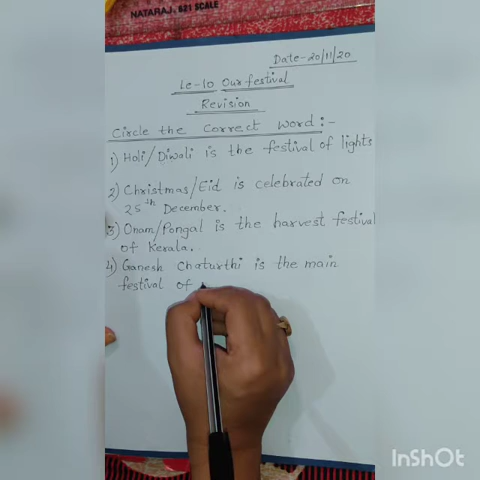 NATARAJ. 621 SCALE
Date-20/11/20
Le-10 Our festival
Revision
Circle the Correct Word:-
1) Holi/Diwali is the festival of lights
2) Christmas/Eid is celebrated on
25th December.
3) Onam/Pongal is the harvest festival
of Kerala.
4) Ganesh Chaturthi is the main
festival of
InShOt